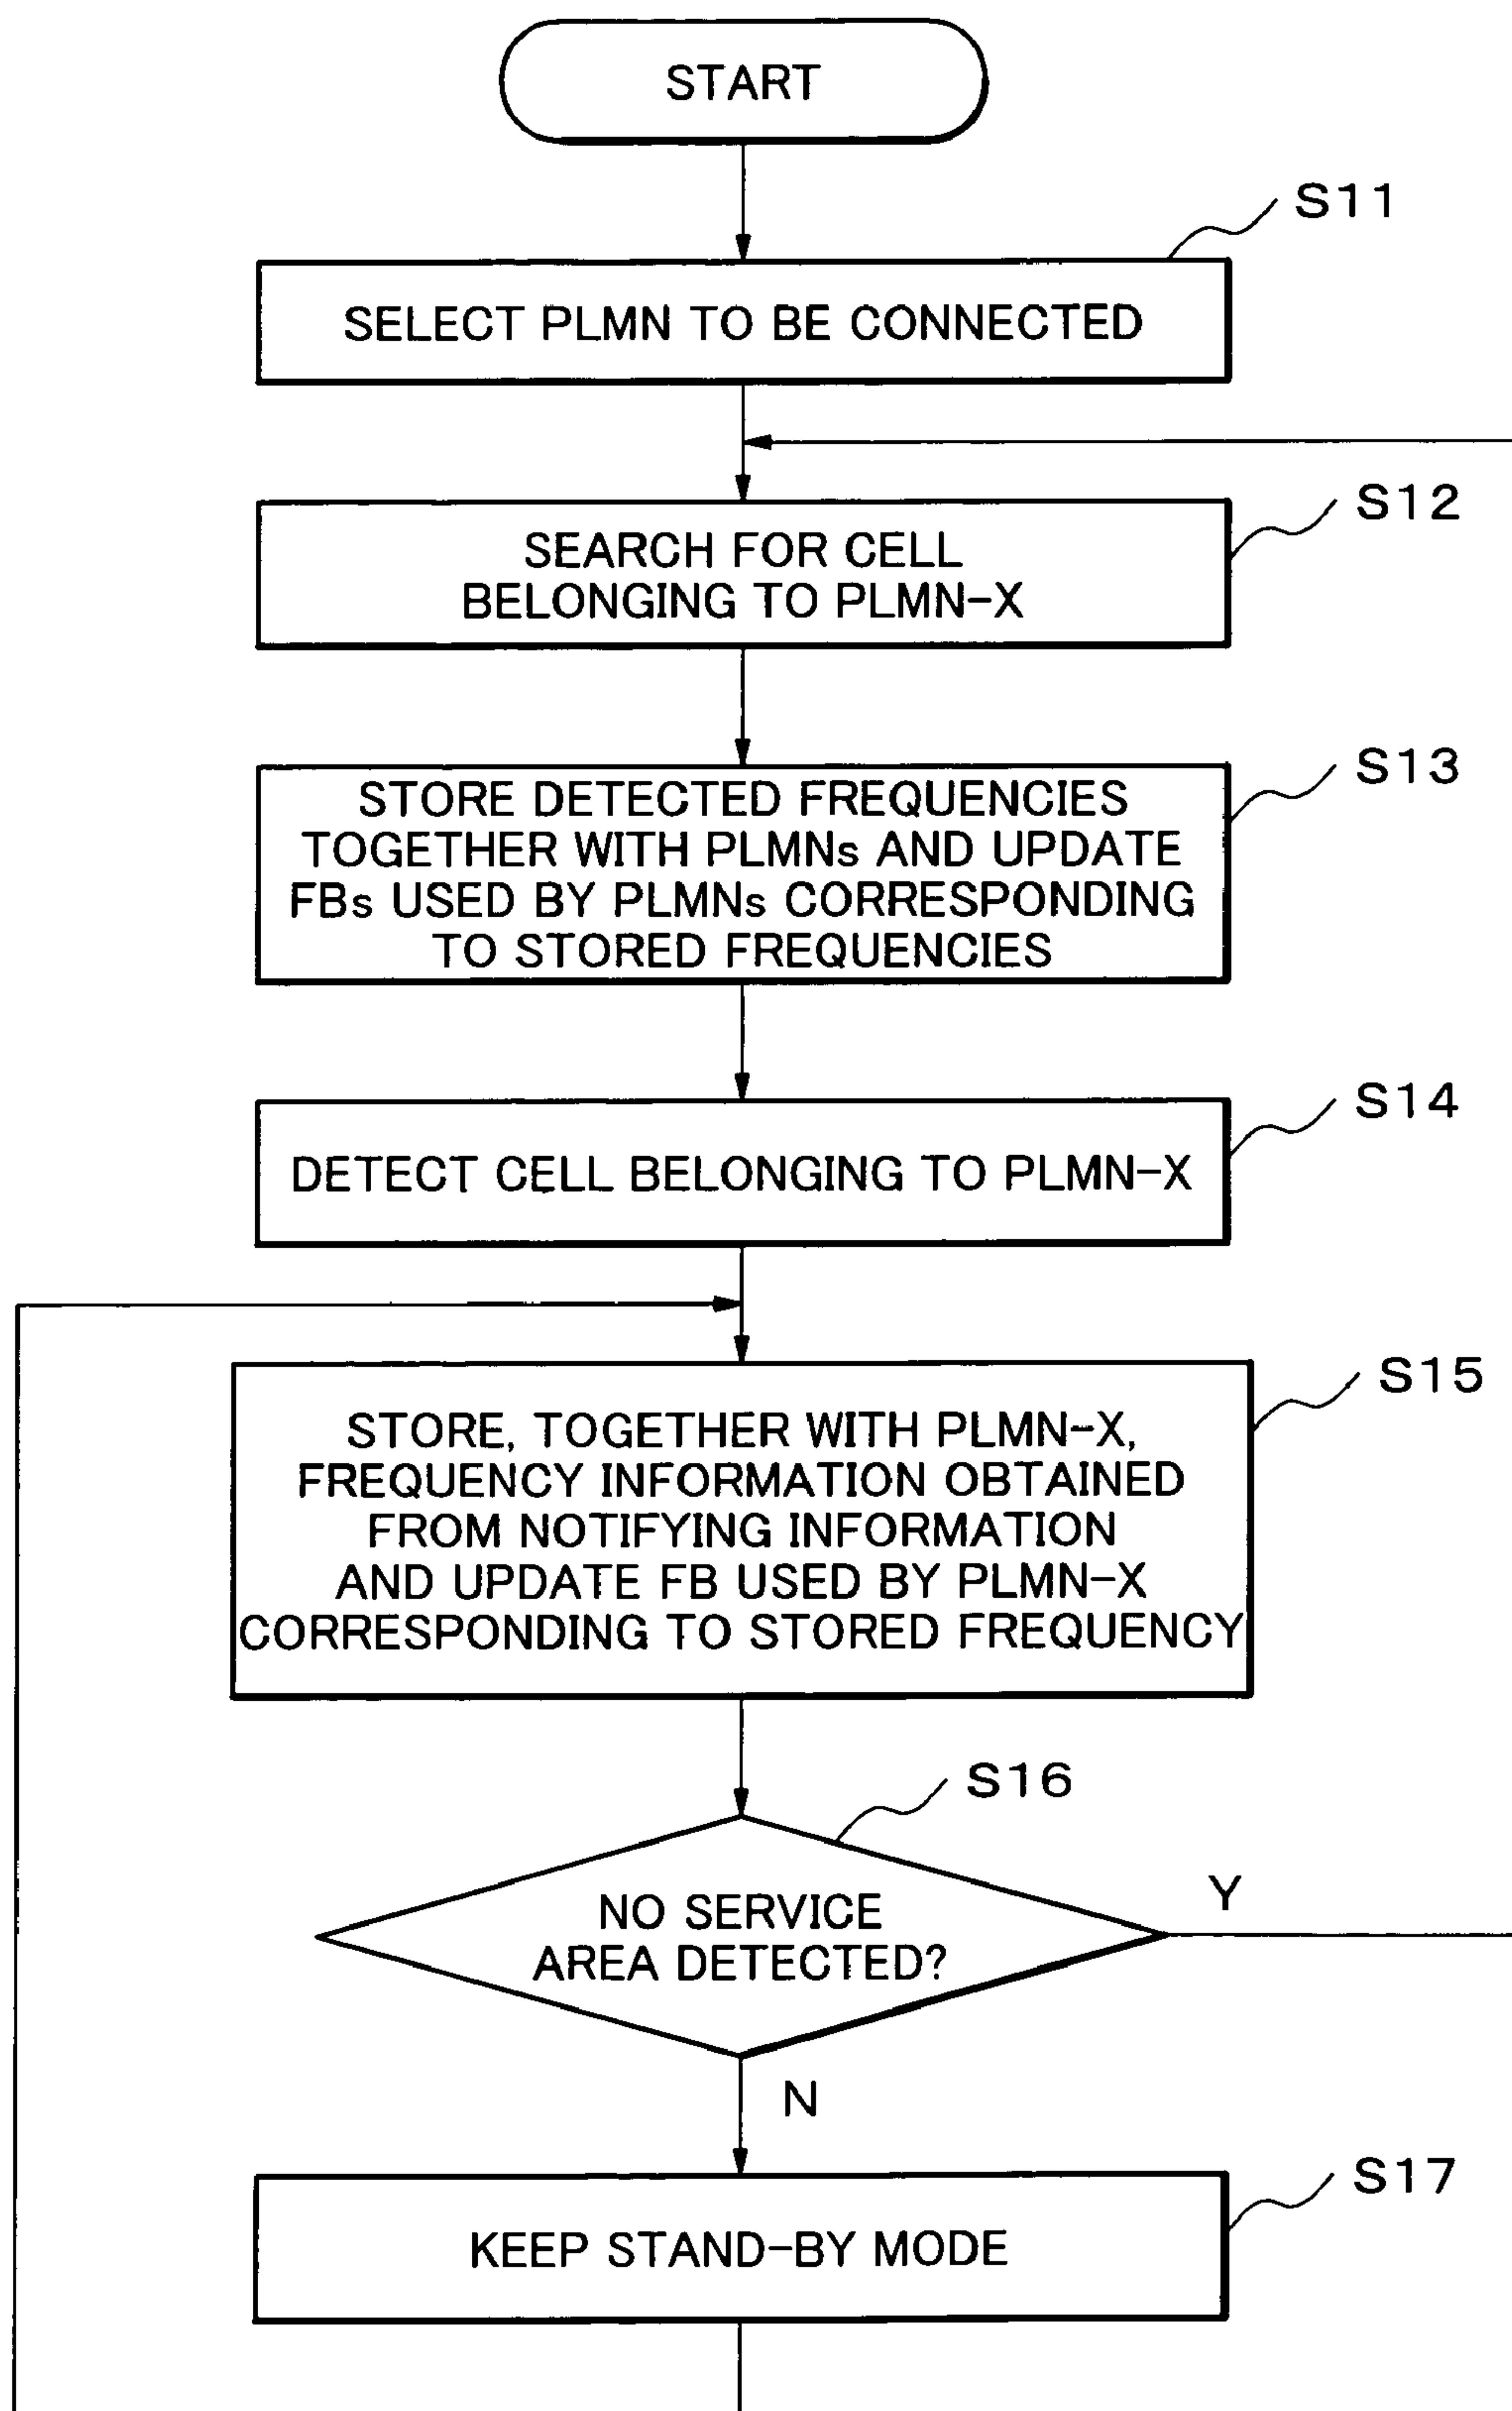 START
S11
SELECT PLMN TO BE CONNECTED
S12
SEARCH FOR CELL
BELONGING TO PLMN-X
S13
STORE DETECTED FREQUENCIES
TOGETHER WITH PLMNs AND UPDATE
FBs USED BY PLMNs CORRESPONDING
TO STORED FREQUENCIES
S14
DETECT CELL BELONGING TO PLMN-X
S15
STORE, TOGETHER WITH PLMN-X,
FREQUENCY INFORMATION OBTAINED
FROM NOTIFYING INFORMATION
AND UPDATE FB USED BY PLMN-X
CORRESPONDING TO STORED FREQUENCY
S16
NO SERVICE
AREA DETECTED?
Y
N
S17
KEEP STAND-BY MODE